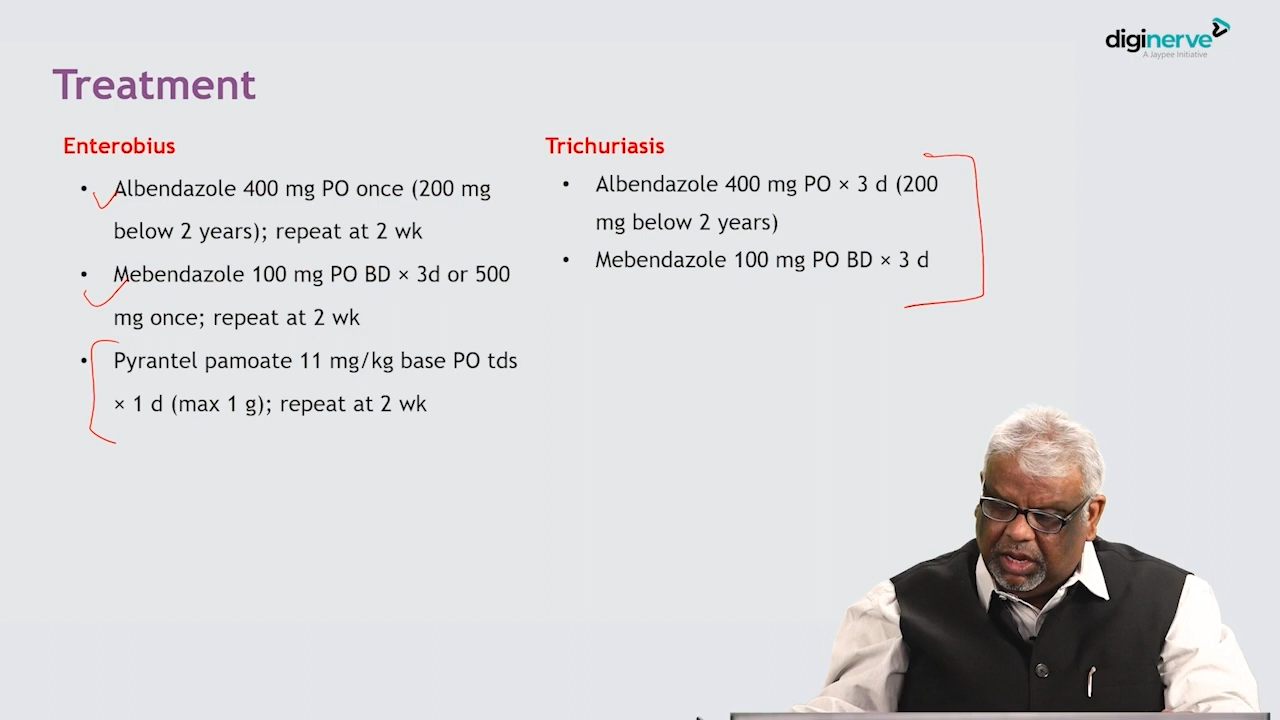 diginerve
A Jaypee Initiative
Treatment
Enterobius
• Albendazole 400 mg PO once (200 mg
below 2 years); repeat at 2 wk
• Mebendazole 100 mg PO BD × 3d or 500
mg once; repeat at 2 wk
• Pyrantel pamoate 11 mg/kg base PO tds
× 1 d (max 1 g); repeat at 2 wk
Trichuriasis
• Albendazole 400 mg PO × 3 d (200
mg below 2 years)
• Mebendazole 100 mg PO BD × 3 d